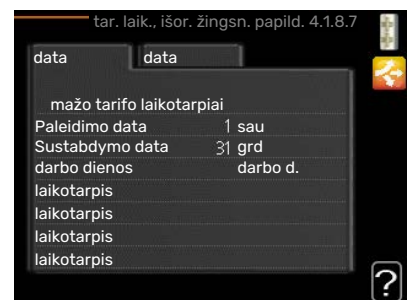 tar. laik., išor. žingsn. papild. 4.1.8.7
data data
mažo tarifo laikotarpiai
Paleidimo data 1 sau
Sustabdymo data 31 grd
darbo dienos darbo d.
laikotarpis
laikotarpis
laikotarpis
laikotarpis
?